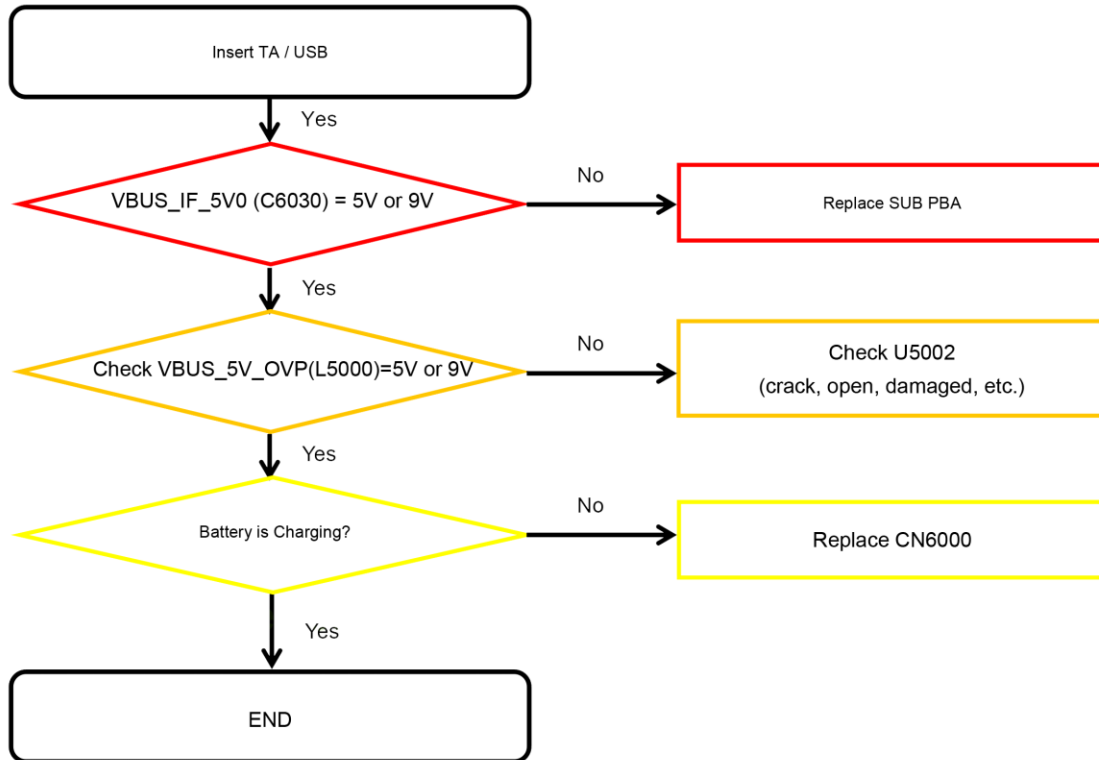 Insert TA / USB
Yes
VBUS_IF_5V0 (C6030) = 5V or 9V
No
Replace SUB PBA
Yes
Check VBUS_5V_OVP(L5000)=5V or 9V
No
Check U5002
(crack, open, damaged, etc.)
Yes
Battery is Charging?
No
Replace CN6000
Yes
END